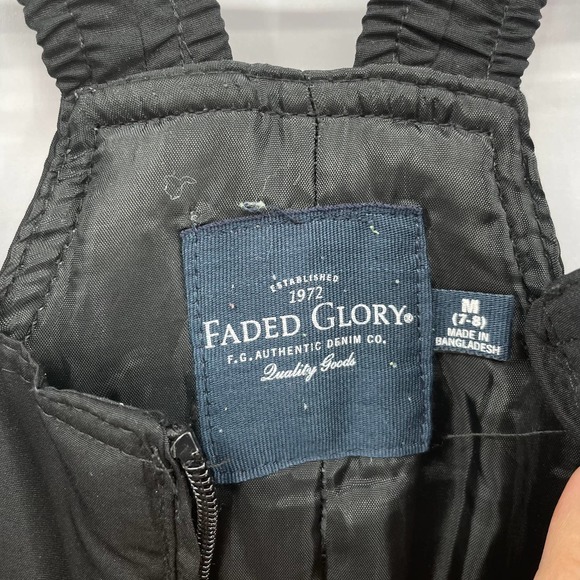 ESTABLISHED
1972
FADED GLORY®
F.G. AUTHENTIC DENIM CO.
Quality Goods
M
(7-8)
MADE IN
BANGLADESH